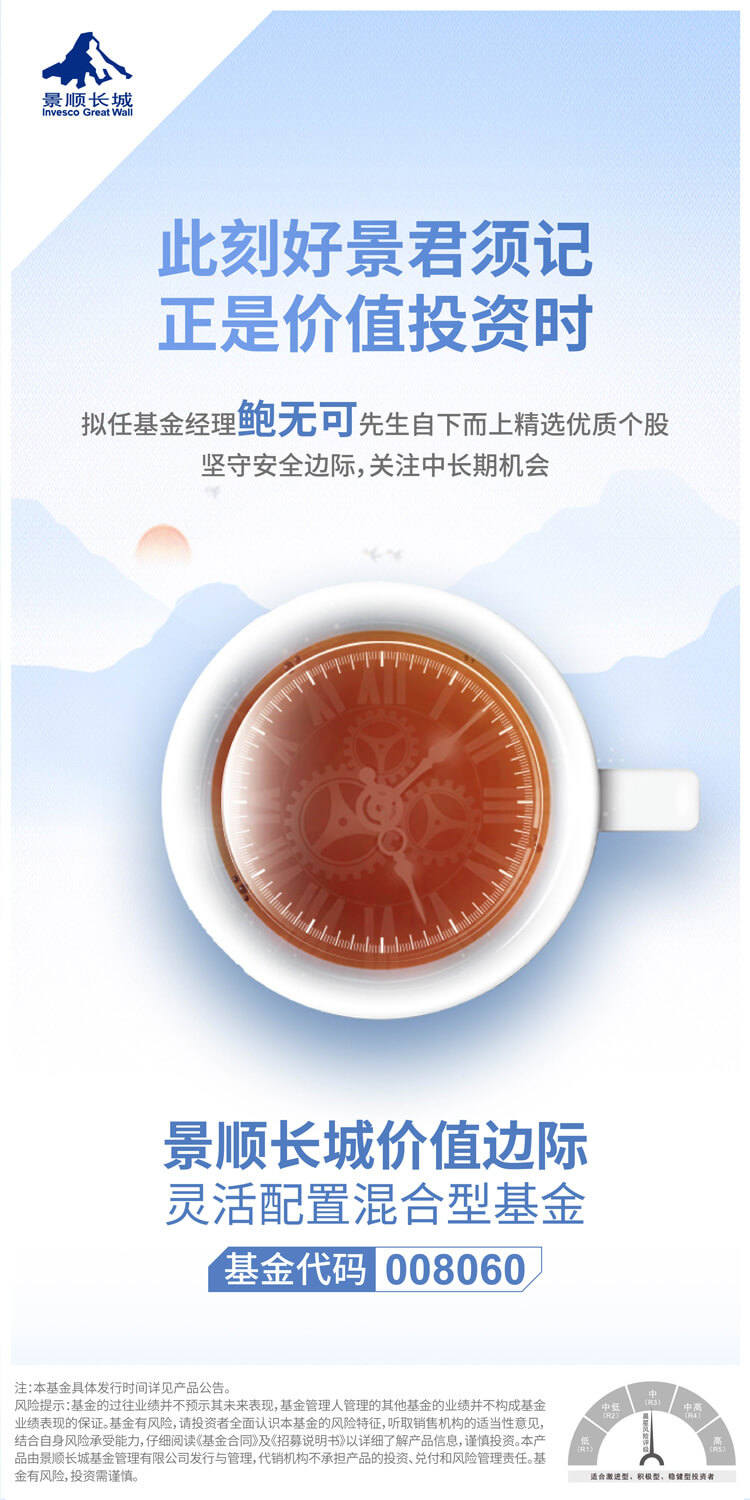 景顺长城
Invesco Great Wall
此刻好景君须记
正是价值投资时
拟任基金经理鲍无可先生自下而上精选优质个股
坚守安全边际,关注中长期机会
XII
景顺长城价值边际
灵活配置混合型基金
基金代码 008060
注:本基金具体发行时间详见产品公告。
风险提示:基金的过往业绩并不预示其未来表现,基金管理人管理的其他基金的业绩并不构成基金
业绩表现的保证。基金有风险,请投资者全面认识本基金的风险特征,听取销售机构的适当性意见,
结合自身风险承受能力,仔细阅读《基金合同》及《招募说明书》以详细了解产品信息,谨慎投资。本产
品由景顺长城基金管理有限公司发行与管理,代销机构不承担产品的投资、兑付和风险管理责任。基
金有风险,投资需谨慎。
低
(R1)
中低
(R2)
中
(R3)
中高
(R4)
高
(R5)
晨星风险评级
适合激进型、积极型、稳健型投资者